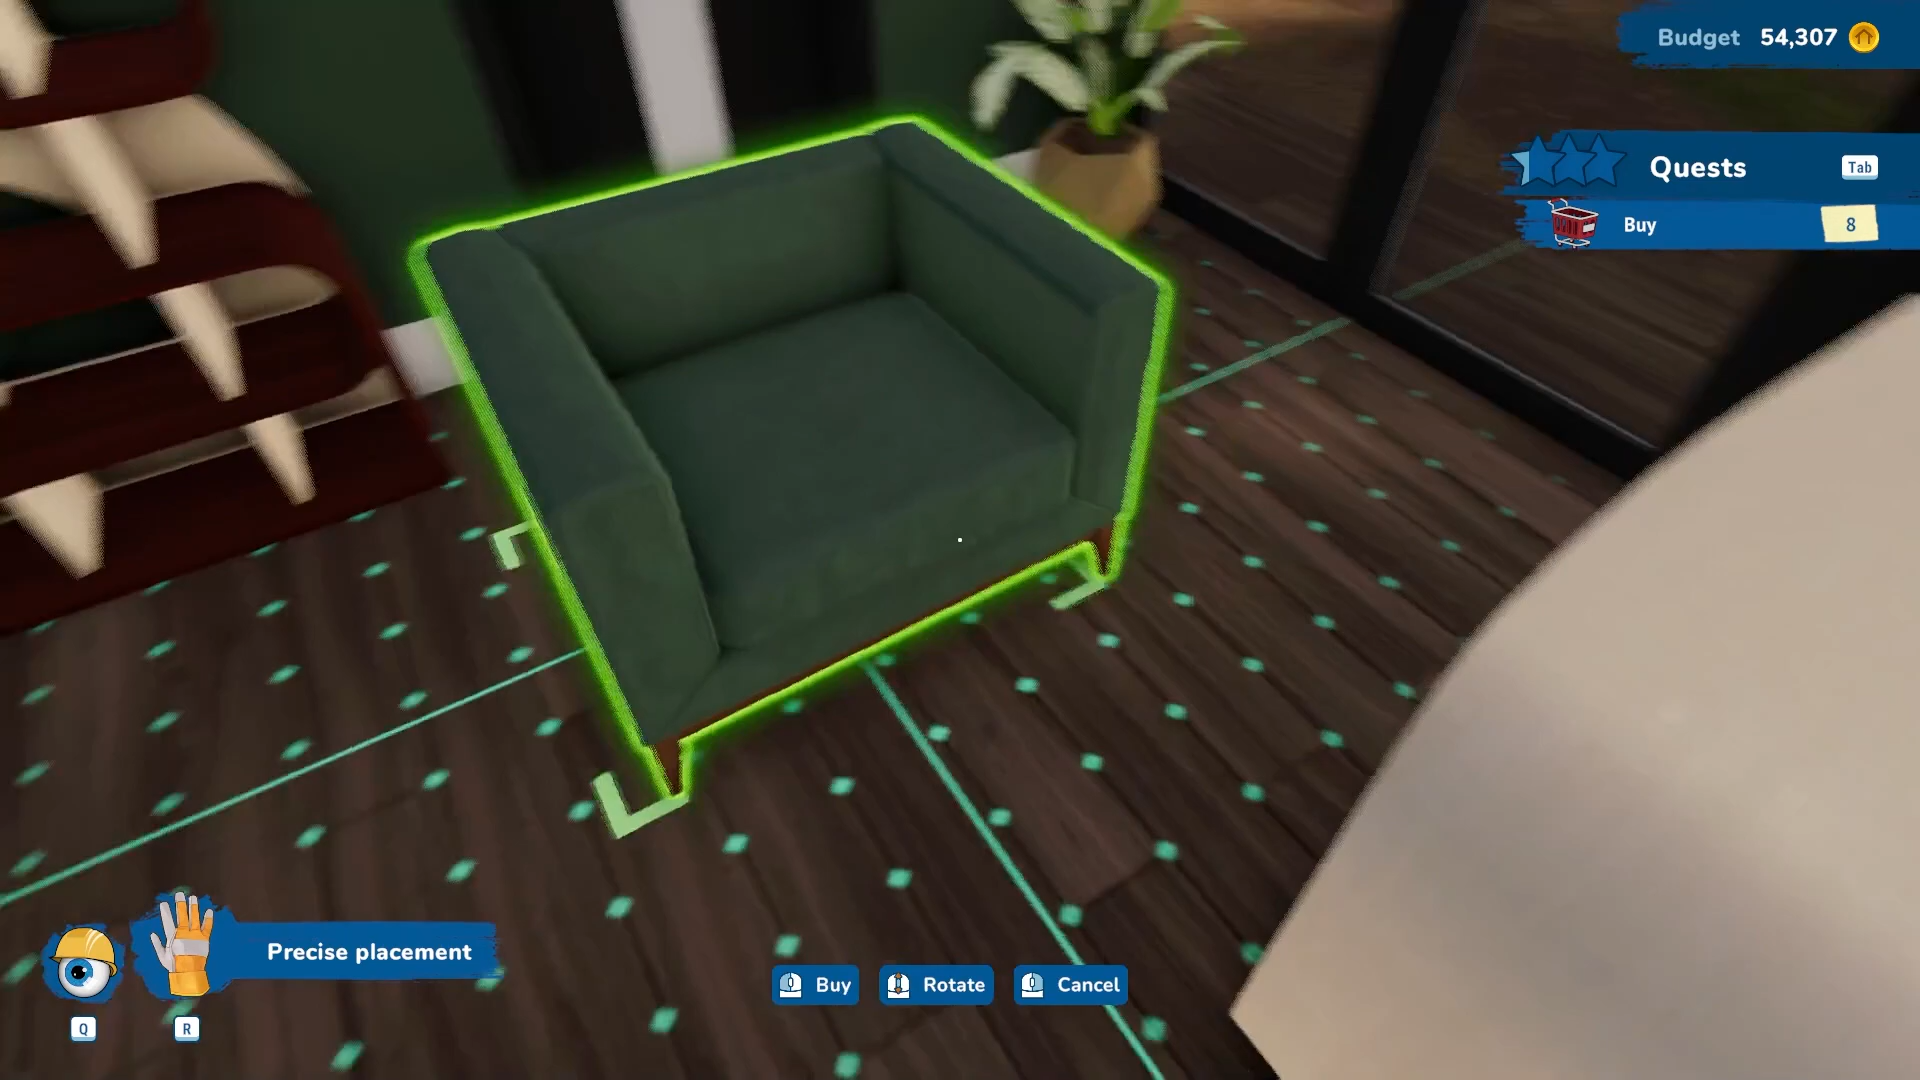 Budget 54,307
Quests Tab
Buy 8
Precise placement
Buy Rotate Cancel
Q R